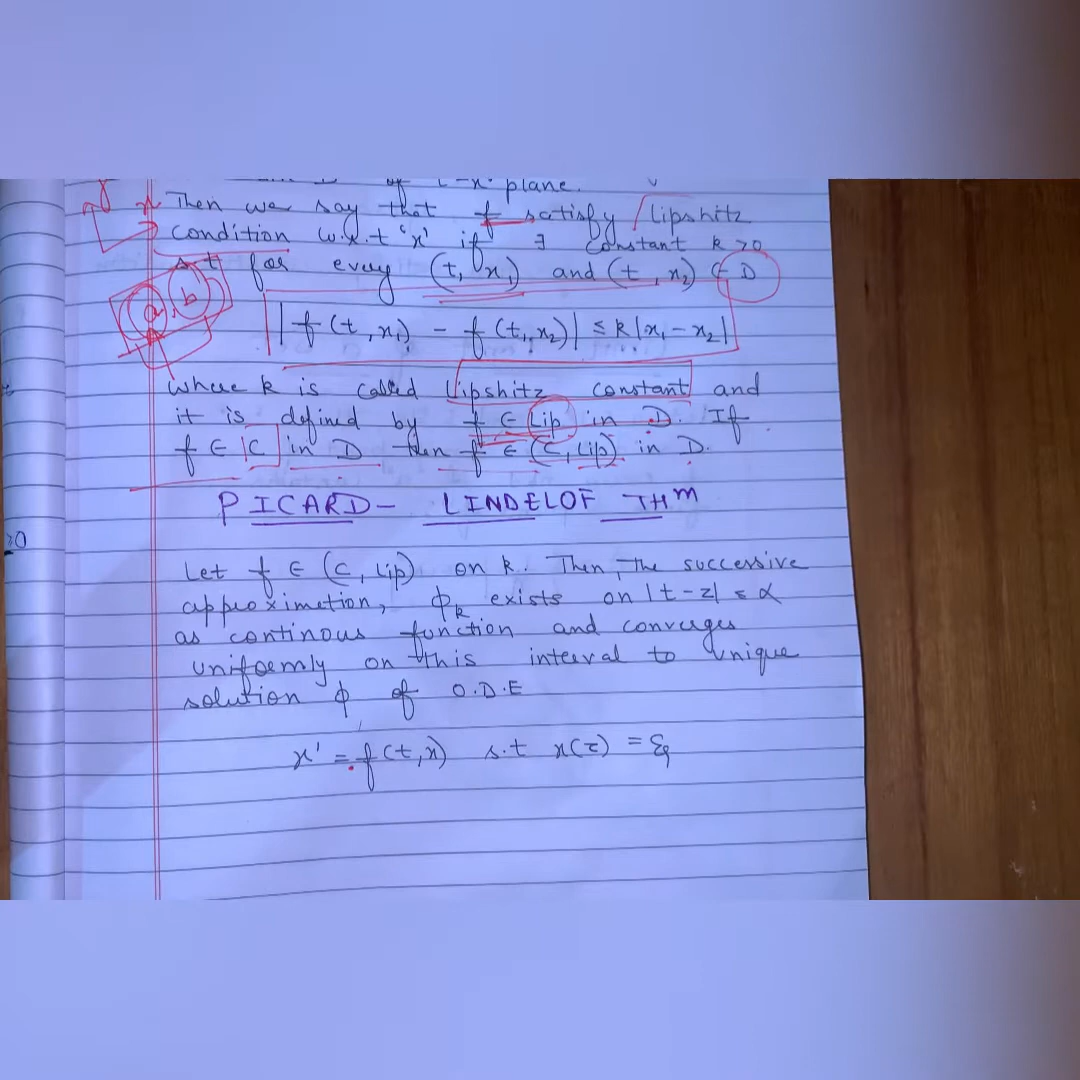 of t-x plane.
Then we say that f satisfy Lipshitz
condition w.r.t 'x' if ∃ constant k >0
s.t for every (t, x₁) and (t, x₂) ∈ D
|f(t, x₁) - f(t, x₂)| ≤ k|x₁ - x₂|
a, b
where k is called Lipshitz constant and
it is defined by f ∈ Lip in D. If
f ∈ C in D then f ∈ (C, Lip) in D.
PICARD- LINDELOF THM
Let f ∈ (C, Lip) on R. Then, the successive
approximetion, ϕₖ exists on |t-z| ≤ α
as continous function and converges
uniformly on this interval to unique
solution ϕ of O.D.E
x' = f(t, x) s.t x(τ) = ξ